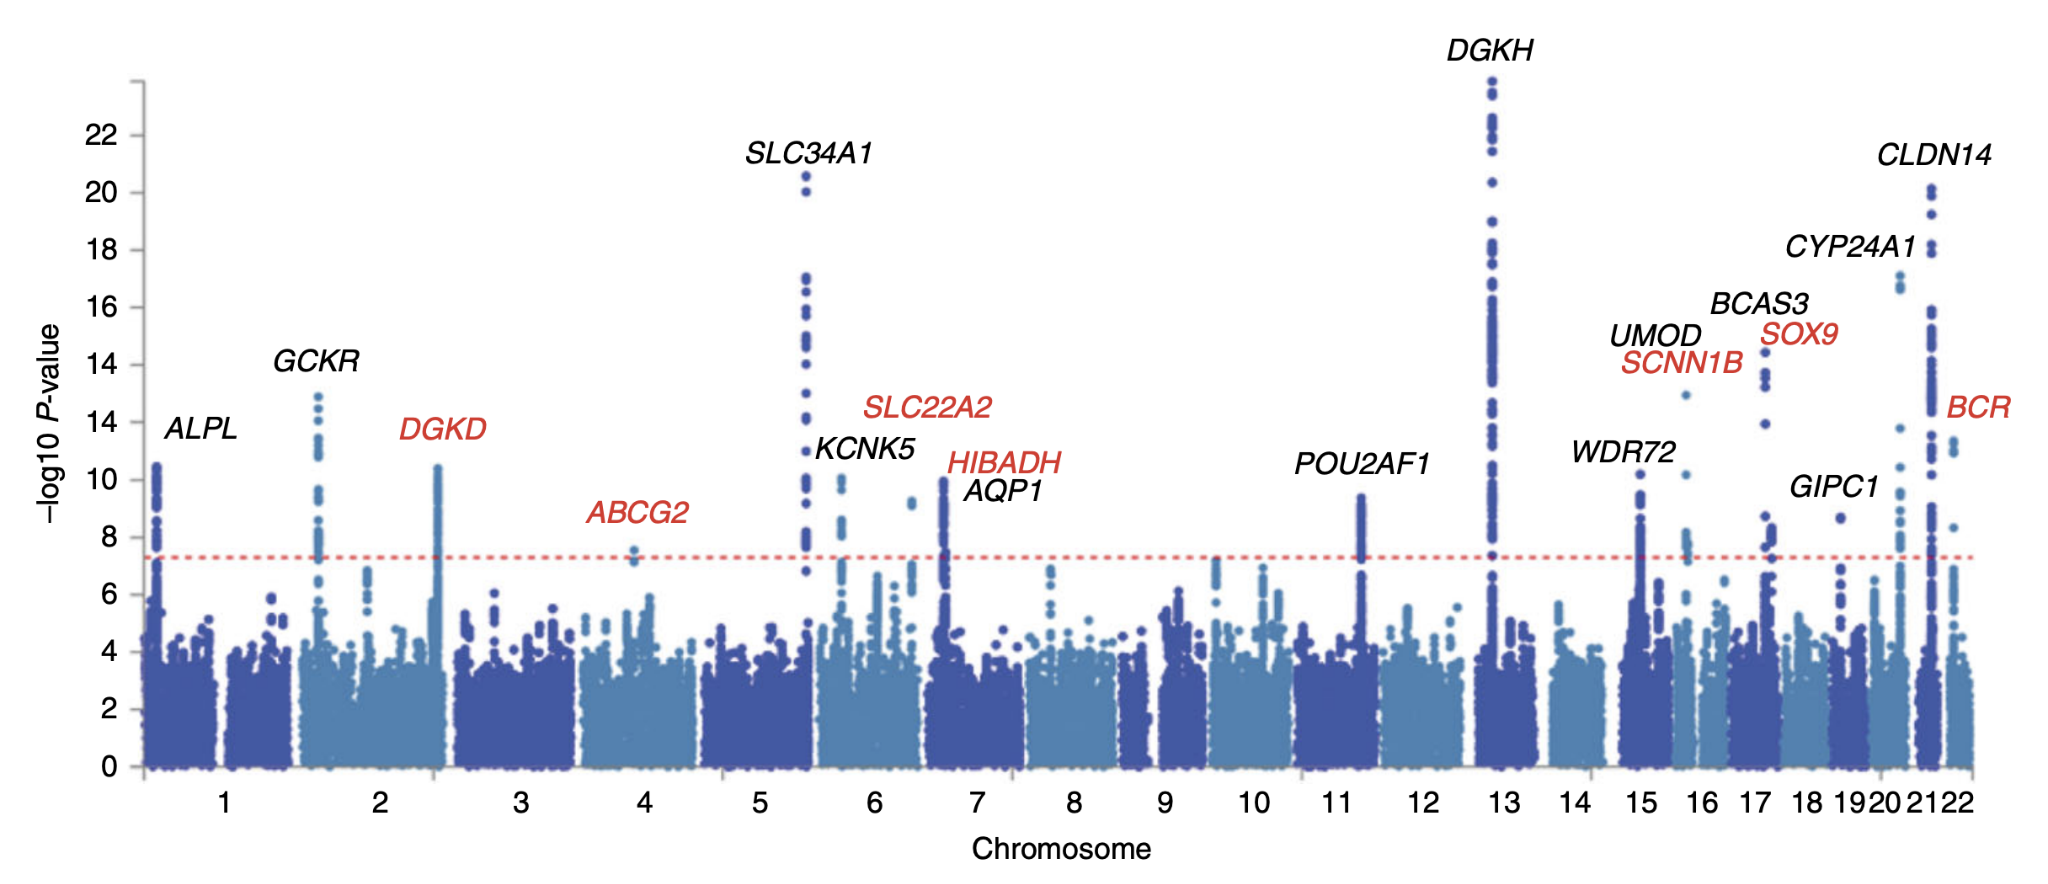 DGKH
22
SLC34A1
CLDN14
20
18
CYP24A1
16
BCAS3
UMOD
SOX9
14
GCKR
SCNN1B
SLC22A2
BCR
14
ALPL
DGKD
KCNK5
WDR72
HIBADH
POU2AF1
10
AQP1
GIPC1
ABCG2
8
6
4
2
0
–log10 P-value
1 2 3 4 5 6 7 8 9 10 11 12 13 14 15 16 17 18 19 20 21 22
Chromosome